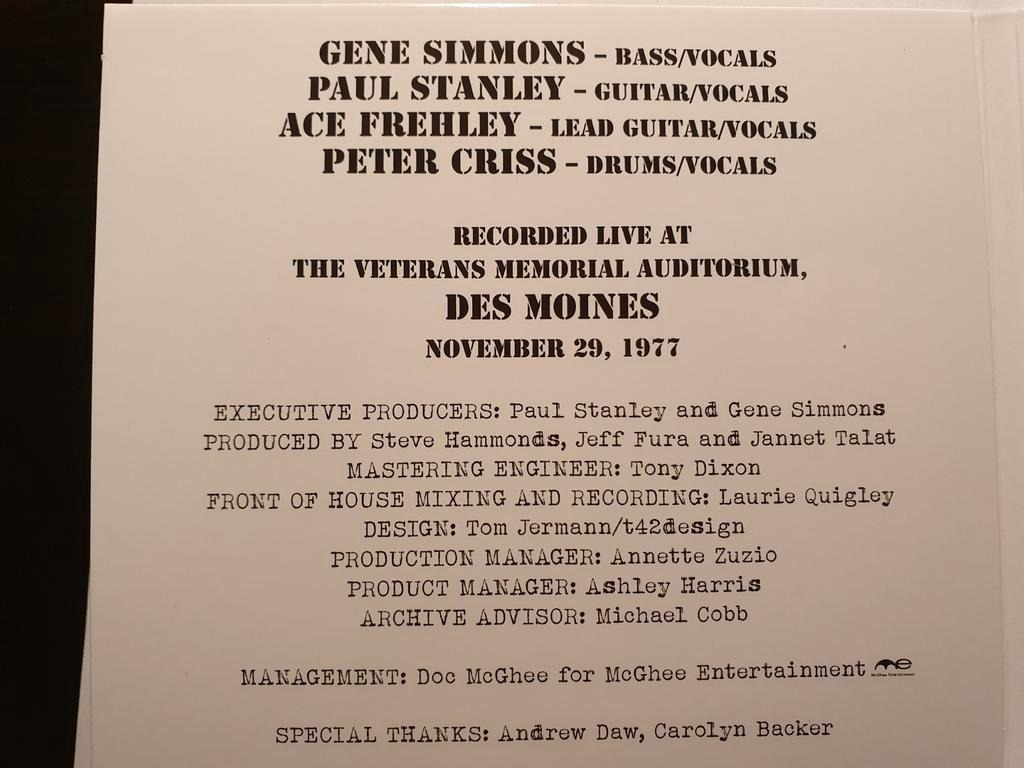 GENE SIMMONS – BASS/VOCALS
PAUL STANLEY – GUITAR/VOCALS
ACE FREHLEY – LEAD GUITAR/VOCALS
PETER CRISS – DRUMS/VOCALS
RECORDED LIVE AT
THE VETERANS MEMORIAL AUDITORIUM,
DES MOINES
NOVEMBER 29, 1977
EXECUTIVE PRODUCERS: Paul Stanley and Gene Simmons
PRODUCED BY Steve Hammonds, Jeff Fura and Jannet Talat
MASTERING ENGINEER: Tony Dixon
FRONT OF HOUSE MIXING AND RECORDING: Laurie Quigley
DESIGN: Tom Jermann/t42design
PRODUCTION MANAGER: Annette Zuzio
PRODUCT MANAGER: Ashley Harris
ARCHIVE ADVISOR: Michael Cobb
MANAGEMENT: Doc McGhee for McGhee Entertainment me
McGhee Entertainment
SPECIAL THANKS: Andrew Daw, Carolyn Backer